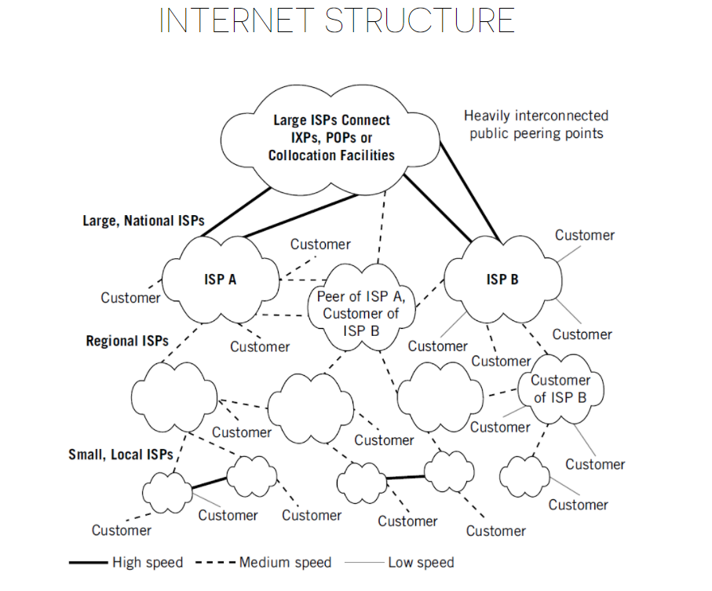 INTERNET STRUCTURE
Large ISPs Connect
IXPs, POPs or
Collocation Facilities
Heavily interconnected
public peering points
Large, National ISPs
Customer
Customer
ISP A
ISP B
Customer
Peer of ISP A,
Customer of
ISP B
Regional ISPs
Customer
Customer
Customer
Customer
Customer
of ISP B
Customer
Customer
Customer
Small, Local ISPs
Customer
Customer
Customer
Customer
Customer
Customer
Customer
High speed
Medium speed
Low speed